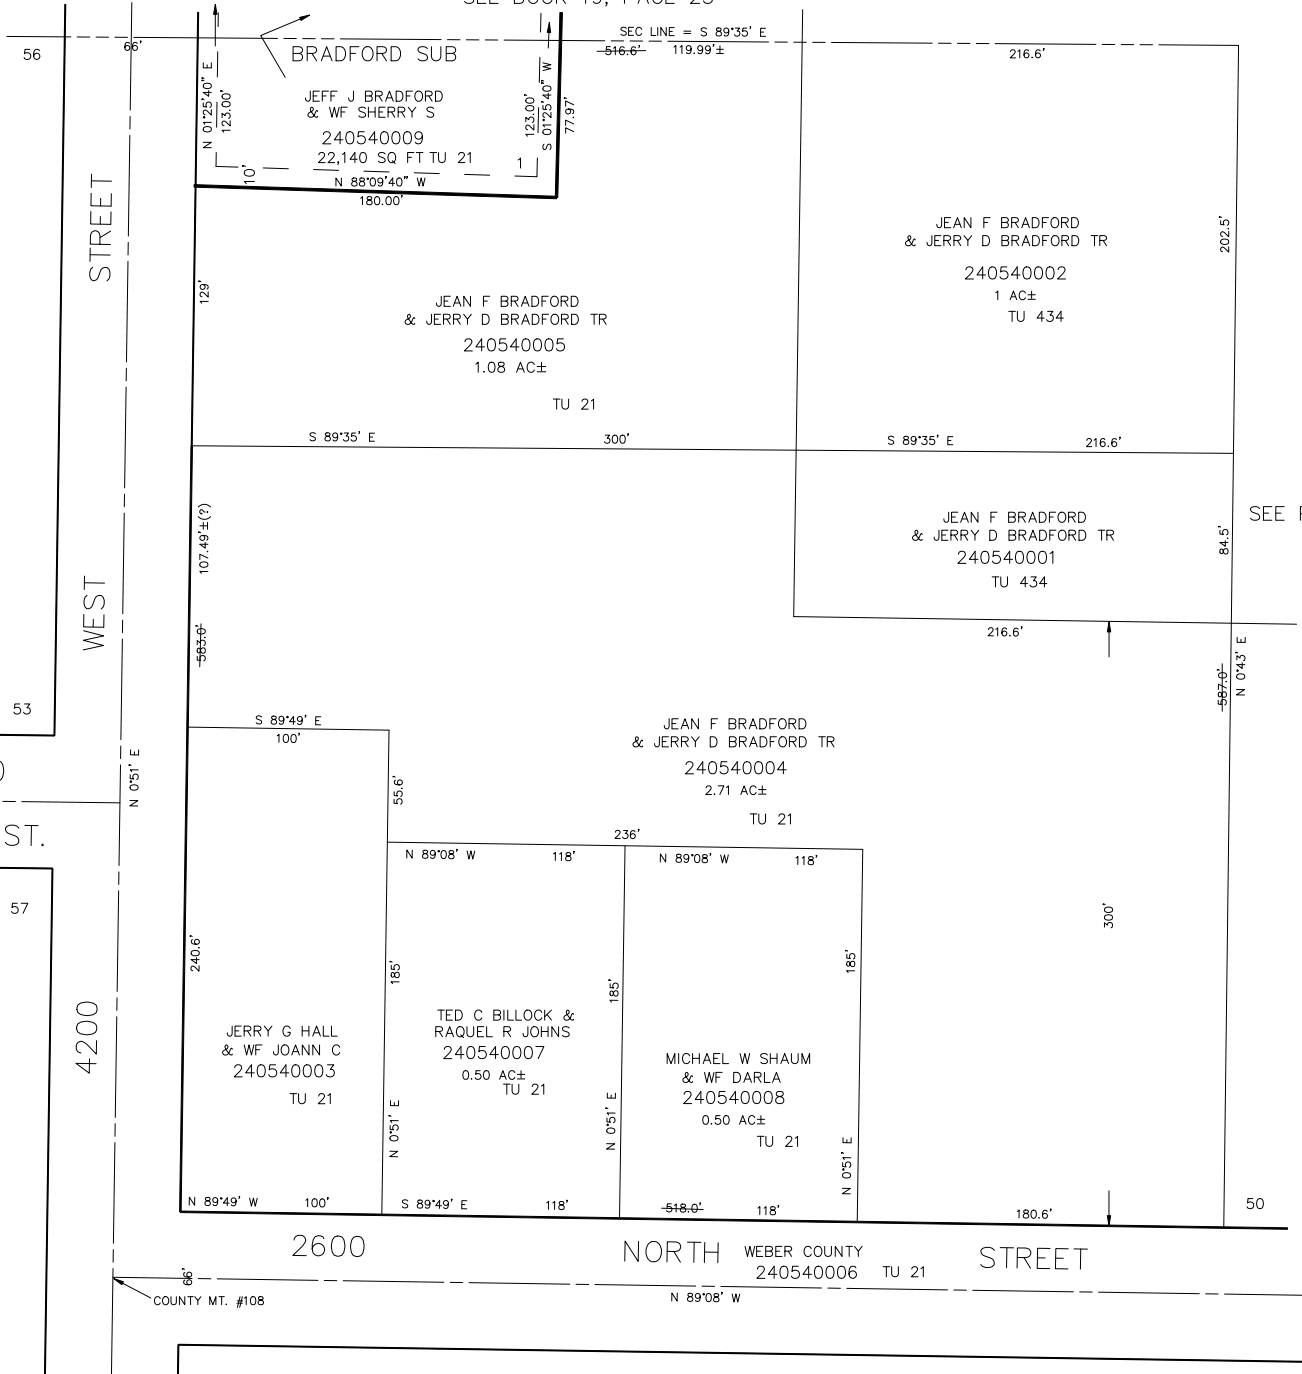 SEE BOOK 19, PAGE 23
SEC LINE = S 89°35' E
56
66'
516.6'
119.99'±
216.6'
BRADFORD SUB
JEFF J BRADFORD
& WF SHERRY S
240540009
22,140 SQ FT TU 21
1
N 01°25'40" E
123.00'
123.00'
S 01°25'40" W
77.97'
10'
N 88°09'40" W
180.00'
STREET
129'
JEAN F BRADFORD
& JERRY D BRADFORD TR
240540005
1.08 AC±
TU 21
JEAN F BRADFORD
& JERRY D BRADFORD TR
240540002
1 AC±
TU 434
202.5'
S 89°35' E
300'
S 89°35' E
216.6'
107.49'±(?)
583.0'
JEAN F BRADFORD
& JERRY D BRADFORD TR
240540001
TU 434
84.5'
SEE
216.6'
587.0'
N 0°43' E
WEST
53
S 89°49' E
100'
N 0°51' E
55.6'
JEAN F BRADFORD
& JERRY D BRADFORD TR
240540004
2.71 AC±
TU 21
236'
ST.
N 89°08' W
118'
N 89°08' W
118'
57
240.6'
185'
185'
185'
300'
4200
JERRY G HALL
& WF JOANN C
240540003
TU 21
TED C BILLOCK &
RAQUEL R JOHNS
240540007
0.50 AC±
TU 21
MICHAEL W SHAUM
& WF DARLA
240540008
0.50 AC±
TU 21
N 0°51' E
N 0°51' E
N 0°51' E
N 89°49' W
100'
S 89°49' E
118'
518.0'
118'
180.6'
50
2600
NORTH
WEBER COUNTY
240540006 TU 21
STREET
66'
COUNTY MT. #108
N 89°08' W